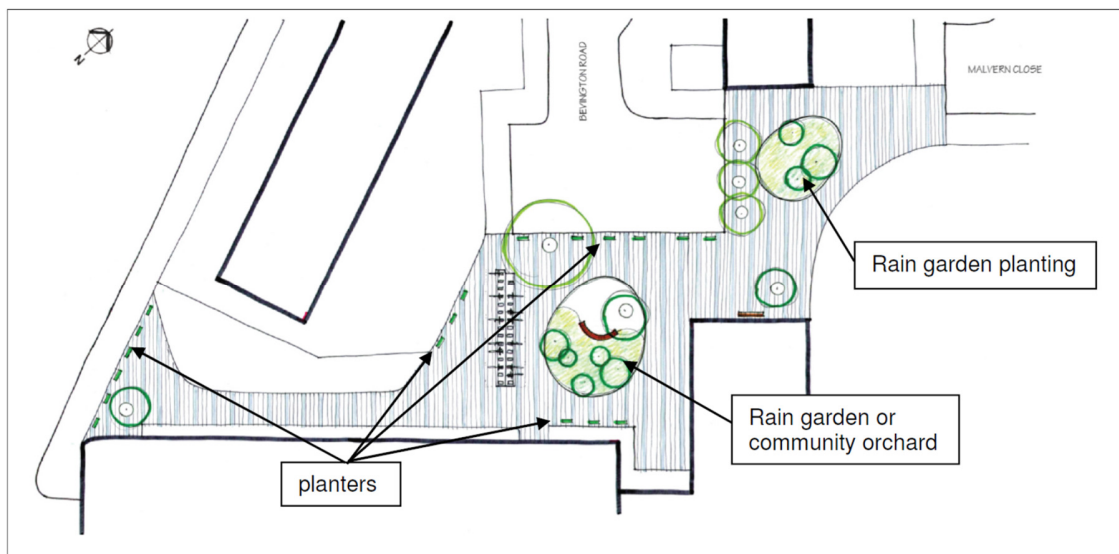 N
BEVINGTON ROAD
MALVERN CLOSE
Rain garden planting
Rain garden or
community orchard
planters